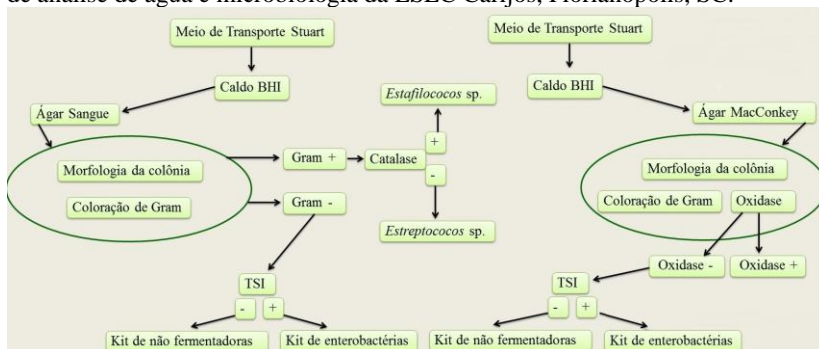 de análise de água e microbiologia da ESEC Carijós, Florianópolis, SC.
Meio de Transporte Stuart
Caldo BHI
Ágar Sangue
Morfologia da colônia
Coloração de Gram
Gram +
Gram -
Catalase
+
-
Estafilococos sp.
Estreptococos sp.
TSI
-
+
Kit de não fermentadoras
Kit de enterobactérias
Meio de Transporte Stuart
Caldo BHI
Ágar MacConkey
Morfologia da colônia
Coloração de Gram
Oxidase
Oxidase -
Oxidase +
TSI
-
+
Kit de não fermentadoras
Kit de enterobactérias